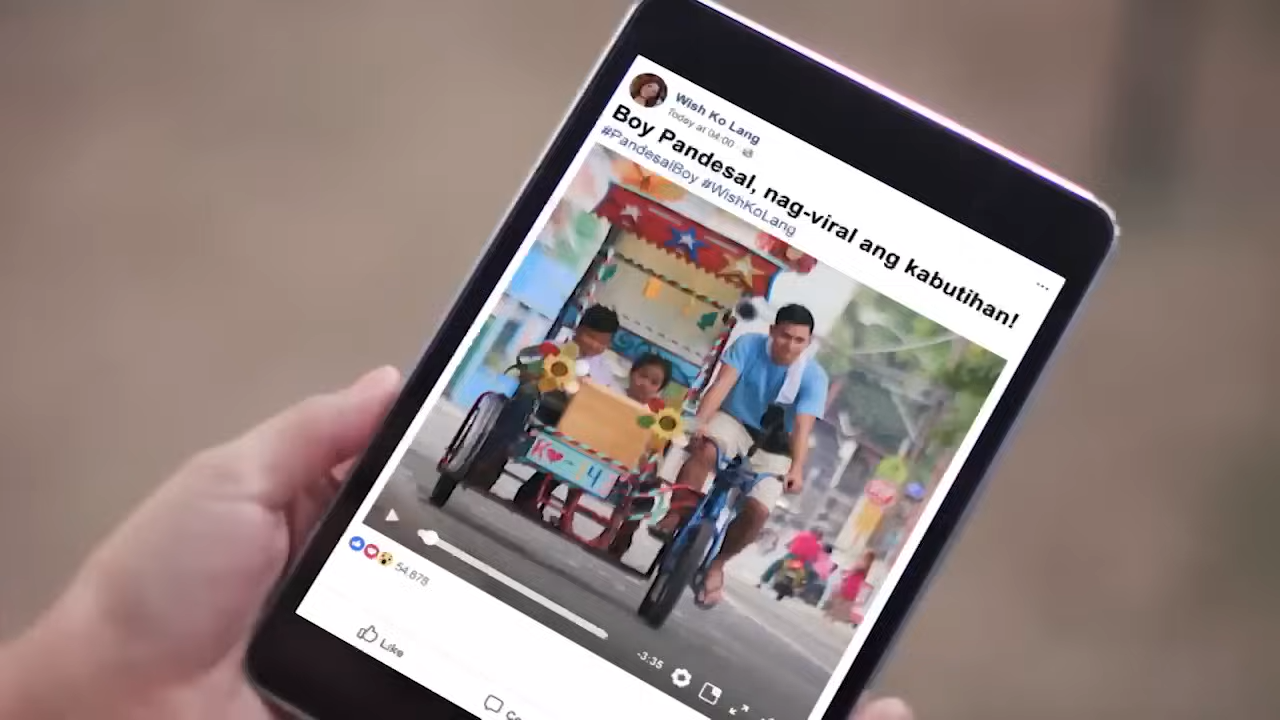 Wish Ko Lang
Today at 04:00
Boy Pandesal, nag-viral ang kabutihan!
#PandesalBoy #WishKoLang
K♥-14
-3:35
54,878
Like